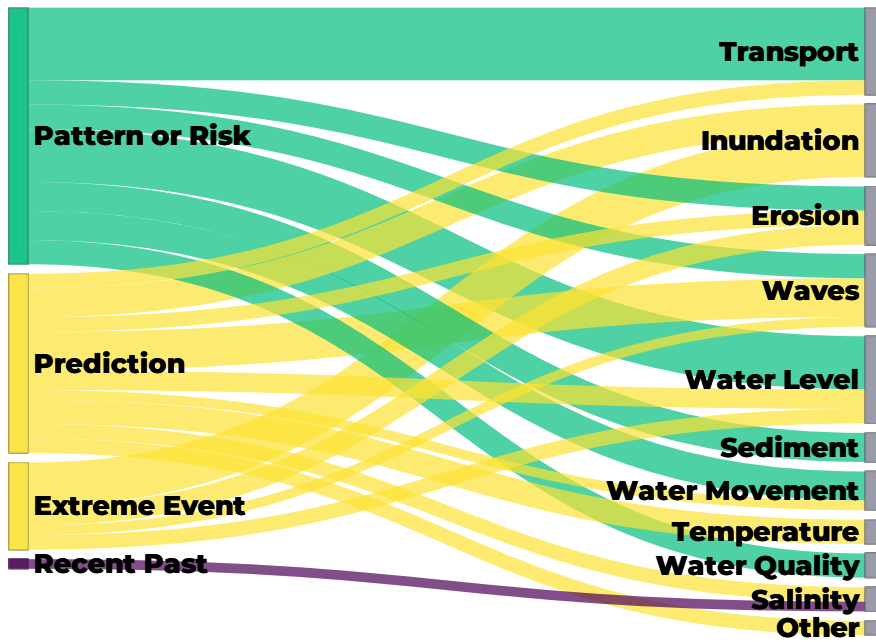 Pattern or Risk
Prediction
Extreme Event
Recent Past
Transport
Inundation
Erosion
Waves
Water Level
Sediment
Water Movement
Temperature
Water Quality
Salinity
Other